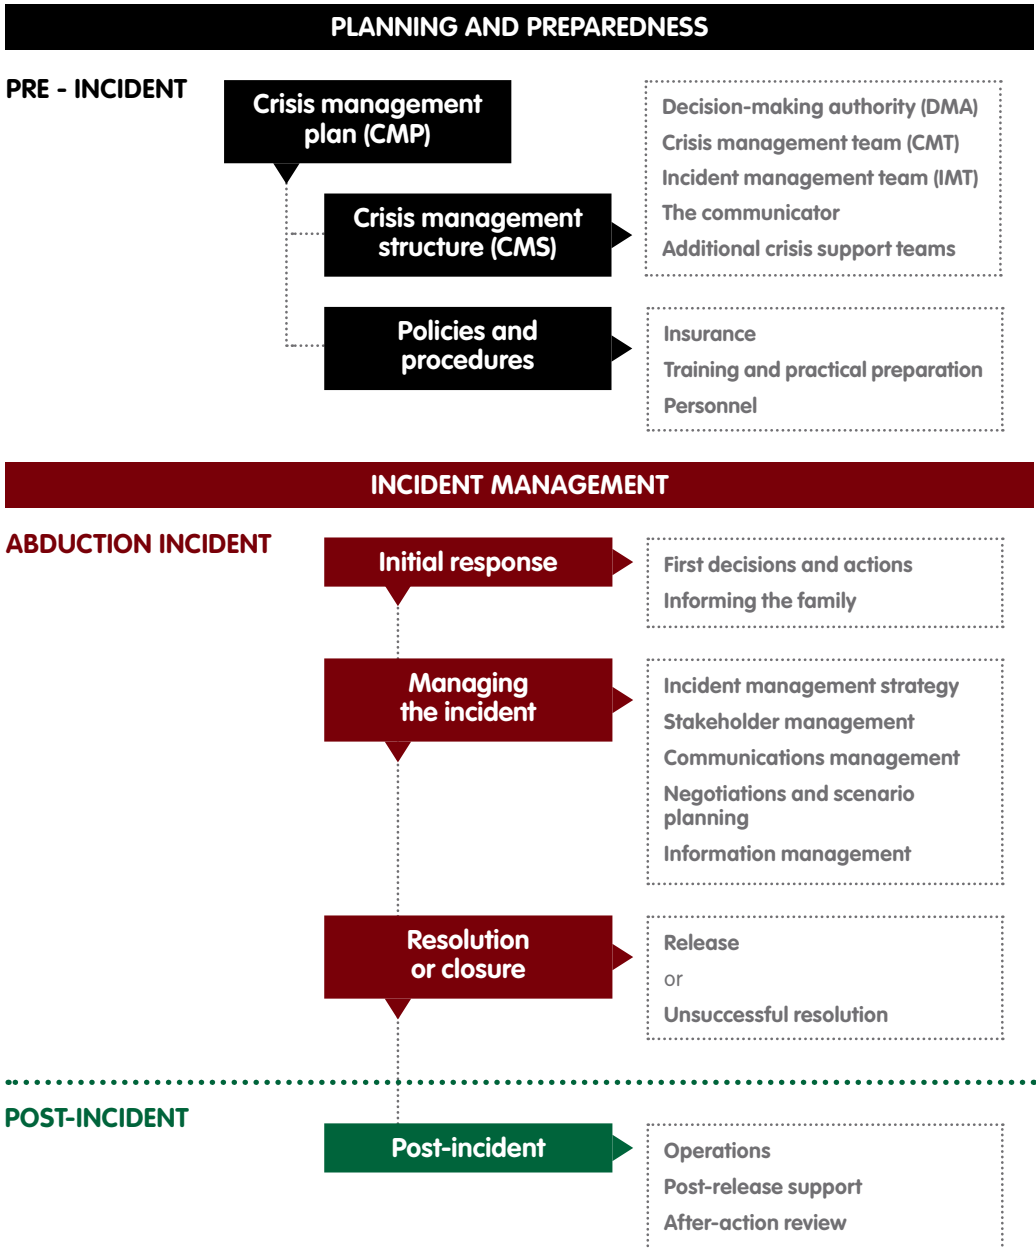 PLANNING AND PREPAREDNESS
PRE - INCIDENT
Crisis management
plan (CMP)
Crisis management
structure (CMS)
Decision-making authority (DMA)
Crisis management team (CMT)
Incident management team (IMT)
The communicator
Additional crisis support teams
Policies and
procedures
Insurance
Training and practical preparation
Personnel
INCIDENT MANAGEMENT
ABDUCTION INCIDENT
Initial response
First decisions and actions
Informing the family
Managing
the incident
Incident management strategy
Stakeholder management
Communications management
Negotiations and scenario
planning
Information management
Resolution
or closure
Release
or
Unsuccessful resolution
POST-INCIDENT
Post-incident
Operations
Post-release support
After-action review